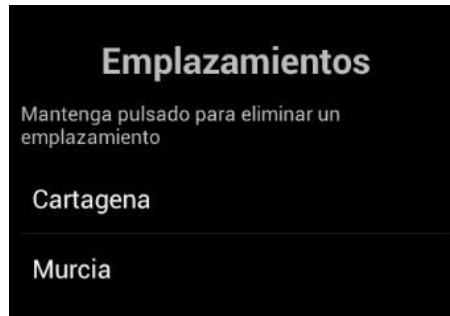 Emplazamientos
Mantenga pulsado para eliminar un
emplazamiento
Cartagena
Murcia